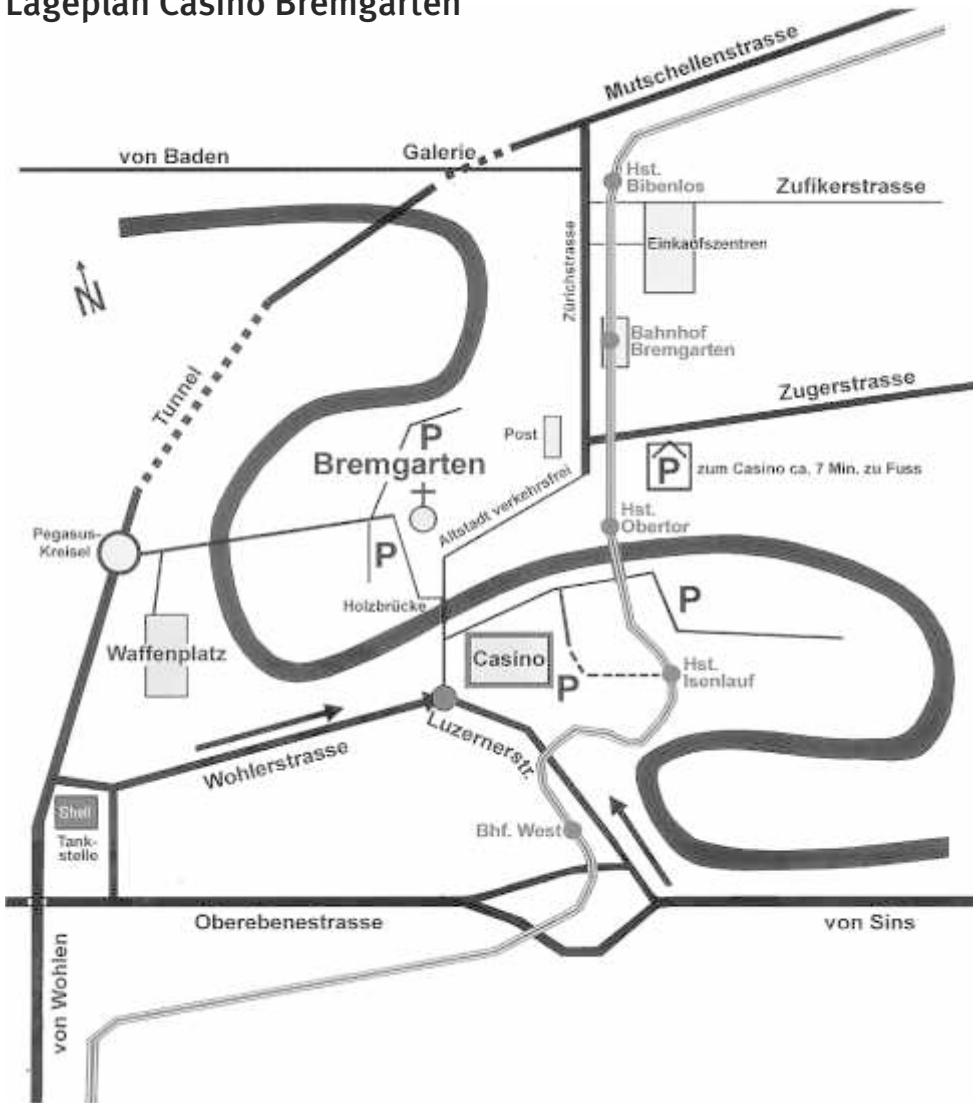 Lageplan Casino Bremgarten
Mutschellenstrasse
von Baden
Galerie
Hst.
Bibenlos
Zufikerstrasse
Einkaufszentren
Zürichstrasse
N
Bahnhof
Bremgarten
Tunnel
Zugerstrasse
P
Post
Bremgarten
P
zum Casino ca. 7 Min. zu Fuss
Altstadt verkehrsfrei
Hst.
Obertor
Pegasus-
Kreisel
P
Holzbrücke
P
Waffenplatz
Casino
P
Hst.
Isenlauf
Luzernerstr.
Wohlerstrasse
Shell
Tank-
stelle
Bhf. West
Oberebenestrasse
von Sins
von Wohlen